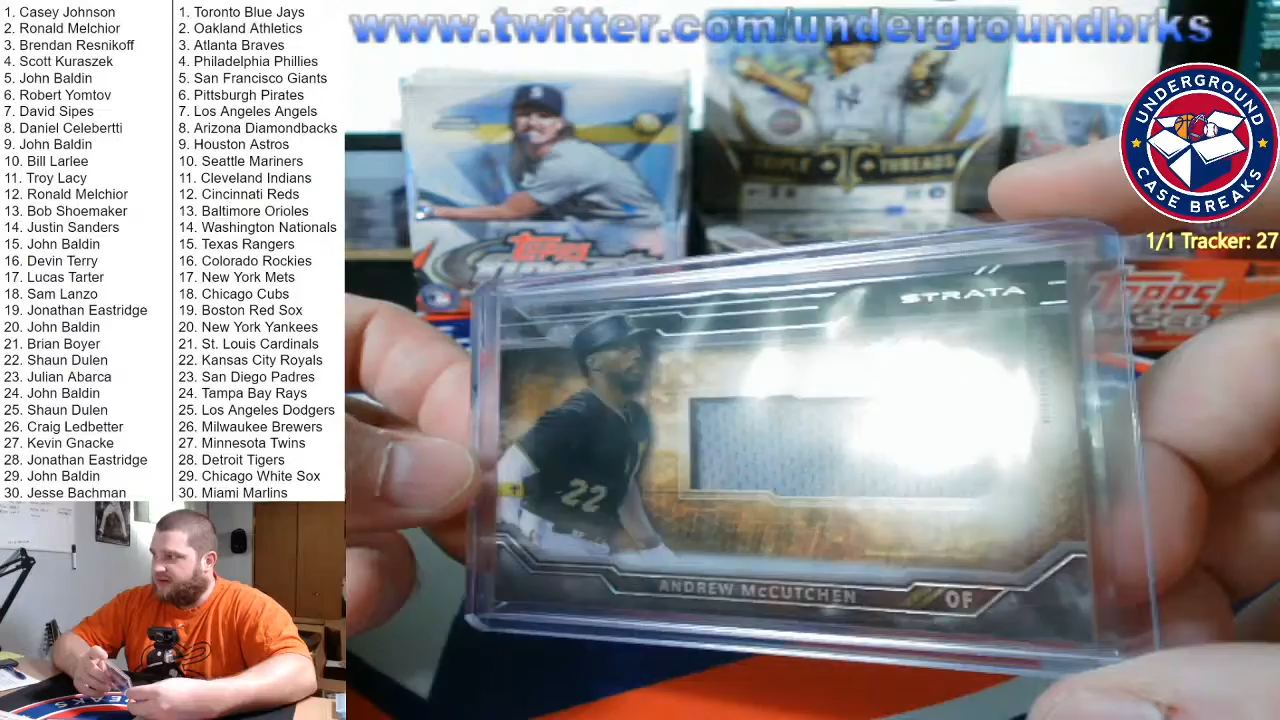 1. Casey Johnson
2. Ronald Melchior
3. Brendan Resnikoff
4. Scott Kuraszek
5. John Baldin
6. Robert Yomtov
7. David Sipes
8. Daniel Celebertti
9. John Baldin
10. Bill Larlee
11. Troy Lacy
12. Ronald Melchior
13. Bob Shoemaker
14. Justin Sanders
15. John Baldin
16. Devin Terry
17. Lucas Tarter
18. Sam Lanzo
19. Jonathan Eastridge
20. John Baldin
21. Brian Boyer
22. Shaun Dulen
23. Julian Abarca
24. John Baldin
25. Shaun Dulen
26. Craig Ledbetter
27. Kevin Gnacke
28. Jonathan Eastridge
29. John Baldin
30. Jesse Bachman
1. Toronto Blue Jays
2. Oakland Athletics
3. Atlanta Braves
4. Philadelphia Phillies
5. San Francisco Giants
6. Pittsburgh Pirates
7. Los Angeles Angels
8. Arizona Diamondbacks
9. Houston Astros
10. Seattle Mariners
11. Cleveland Indians
12. Cincinnati Reds
13. Baltimore Orioles
14. Washington Nationals
15. Texas Rangers
16. Colorado Rockies
17. New York Mets
18. Chicago Cubs
19. Boston Red Sox
20. New York Yankees
21. St. Louis Cardinals
22. Kansas City Royals
23. San Diego Padres
24. Tampa Bay Rays
25. Los Angeles Dodgers
26. Milwaukee Brewers
27. Minnesota Twins
28. Detroit Tigers
29. Chicago White Sox
30. Miami Marlins
www.twitter.com/undergroundbrks
UNDERGROUND
CASE BREAKS
1/1 Tracker: 27
TRIPLE T THREADS
Topps
Topps
STRATA
22
ANDREW McCUTCHEN OF